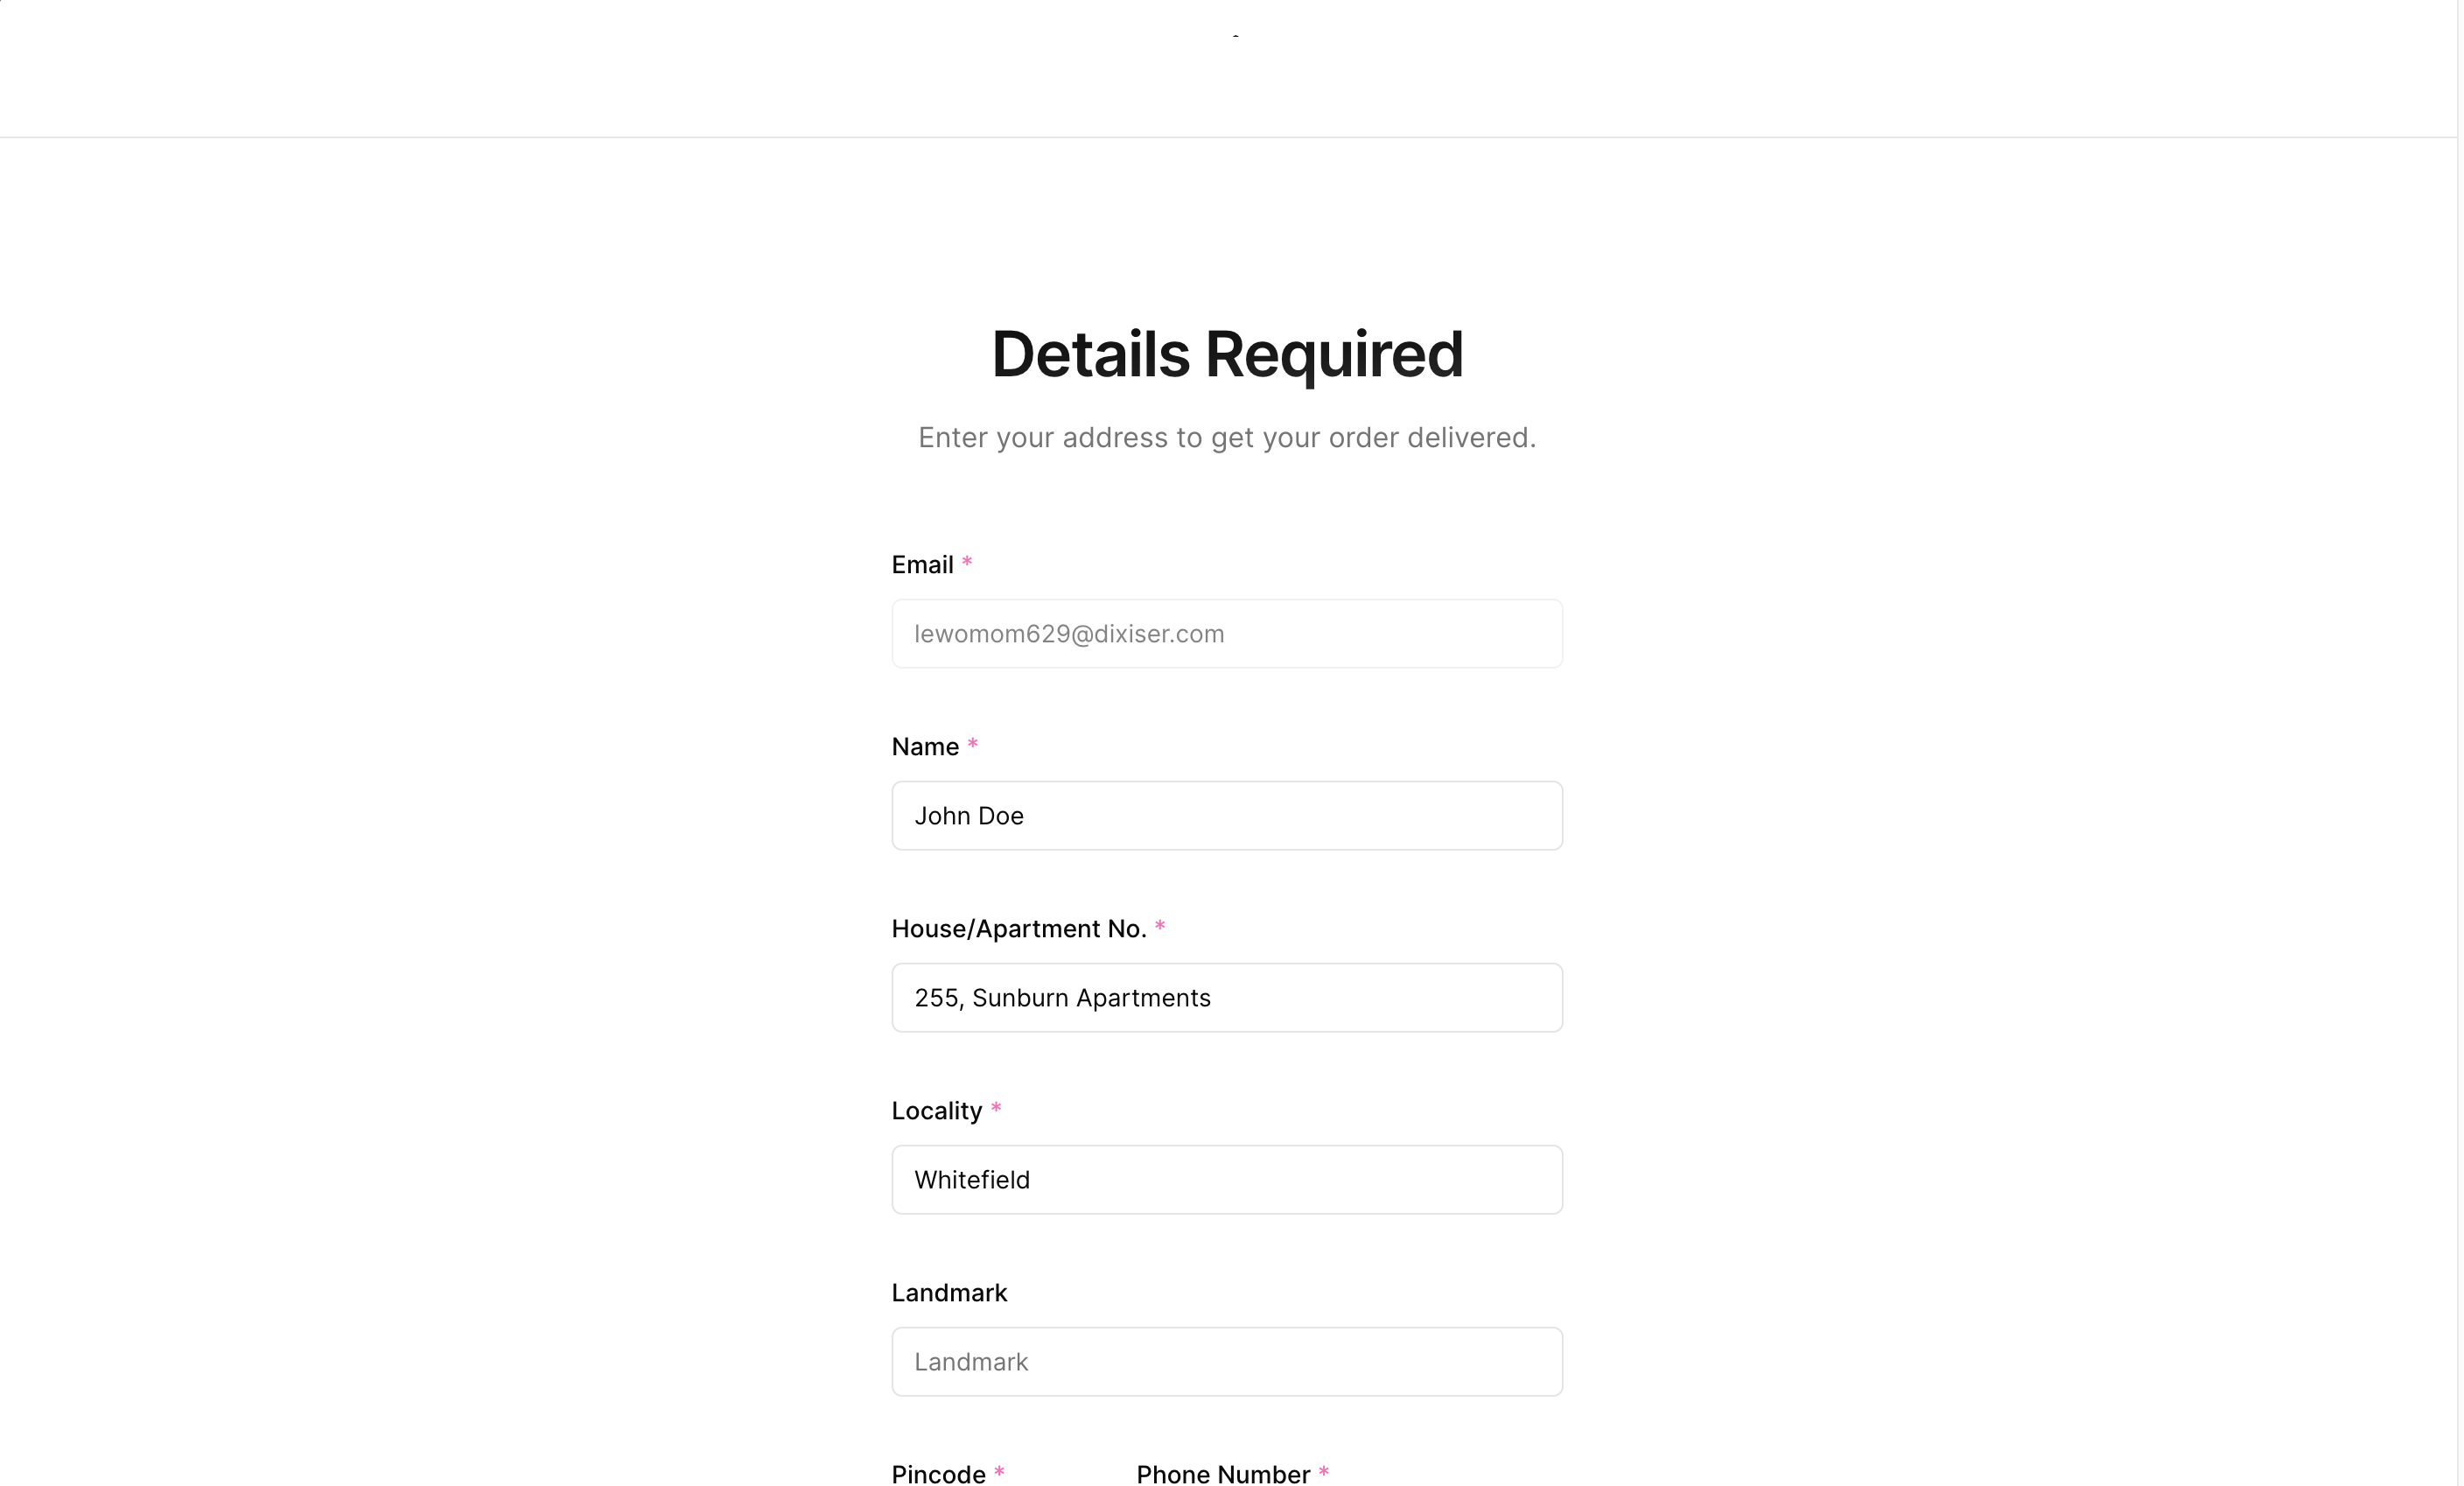 Details Required
Enter your address to get your order delivered.
Email *
lewomom629@dixiser.com
Name *
John Doe
House/Apartment No. *
255, Sunburn Apartments
Locality *
Whitefield
Landmark
Landmark
Pincode * Phone Number *